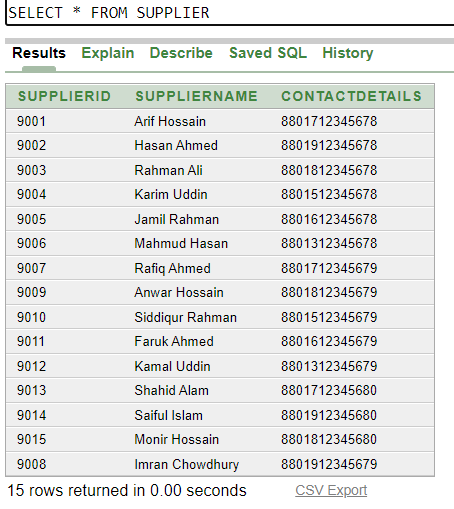 SELECT * FROM SUPPLIER
Results Explain Describe Saved SQL History
SUPPLIERID SUPPLIERNAME CONTACTDETAILS
9001 Arif Hossain 8801712345678
9002 Hasan Ahmed 8801912345678
9003 Rahman Ali 8801812345678
9004 Karim Uddin 8801512345678
9005 Jamil Rahman 8801612345678
9006 Mahmud Hasan 8801312345678
9007 Rafiq Ahmed 8801712345679
9009 Anwar Hossain 8801812345679
9010 Siddiqur Rahman 8801512345679
9011 Faruk Ahmed 8801612345679
9012 Kamal Uddin 8801312345679
9013 Shahid Alam 8801712345680
9014 Saiful Islam 8801912345680
9015 Monir Hossain 8801812345680
9008 Imran Chowdhury 8801912345679
15 rows returned in 0.00 seconds CSV Export